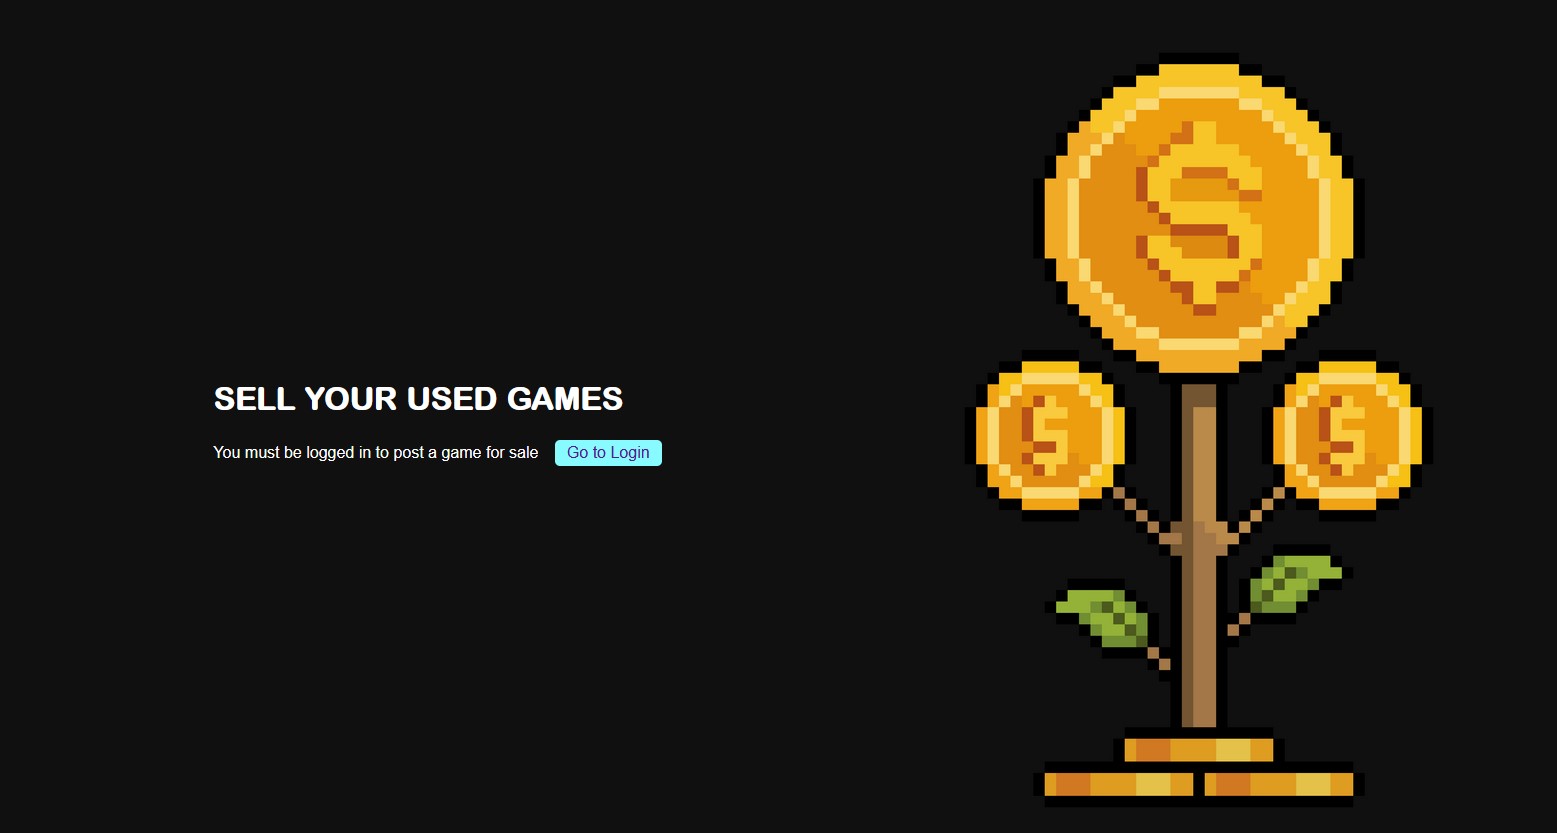 SELL YOUR USED GAMES
You must be logged in to post a game for sale Go to Login
$
$ $